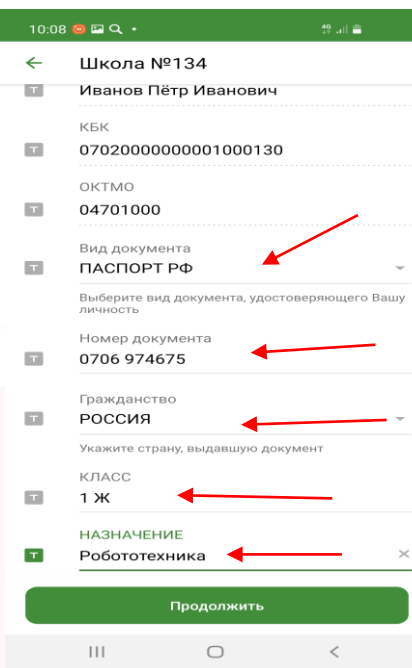 10:08
Школа №134
T
Иванов Пётр Иванович
КБК
T
07020000000001000130
ОКТМО
T
04701000
Вид документа
T
ПАСПОРТ РФ
Выберите вид документа, удостоверяющего Вашу
личность
Номер документа
T
0706 974675
Гражданство
T
РОССИЯ
Укажите страну, выдавшую документ
КЛАСС
T
1 Ж
НАЗНАЧЕНИЕ
T
Робототехника
Продолжить